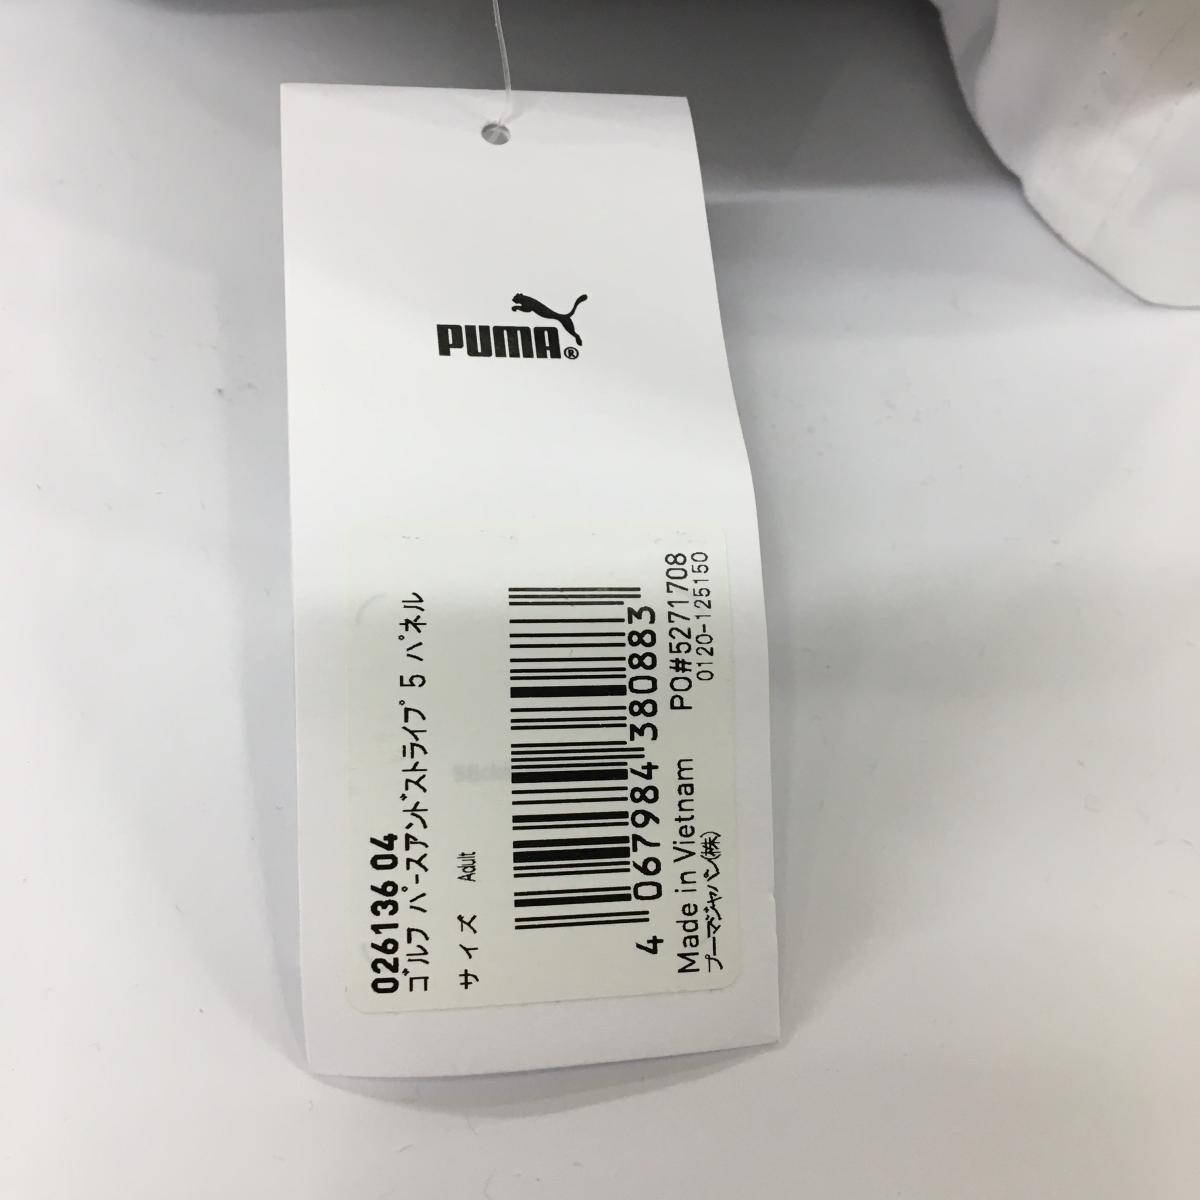 PUMA®
026136 04
ゴルフ バースアンドストライプ 5 パネル
サイズ Adult
4 067984 380883
Made in Vietnam PO#5271708
プーマジャパン(株) 0120-125150